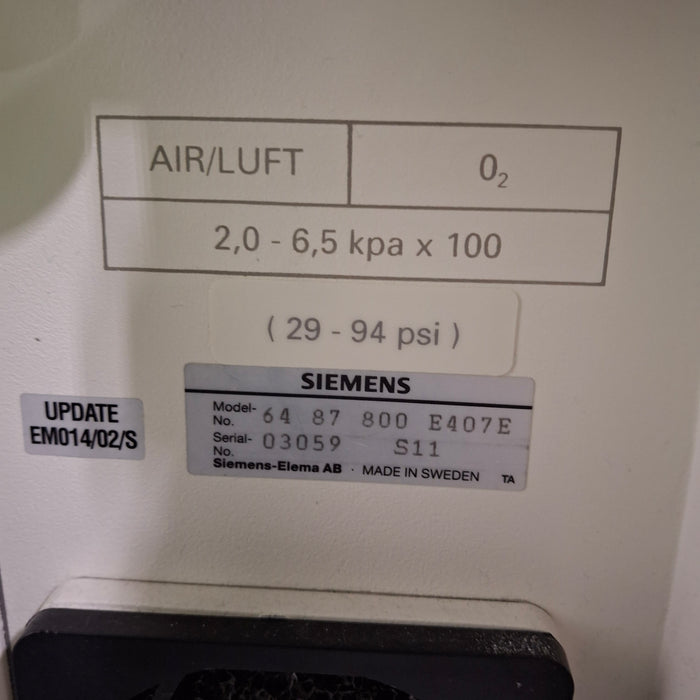 AIR/LUFT
O2
2,0 - 6,5 kpa x 100
( 29 - 94 psi )
SIEMENS
Model-No. 64 87 800 E407E
Serial-No. 03059 S11
Siemens-Elema AB · MADE IN SWEDEN TA
UPDATE
EM014/02/S